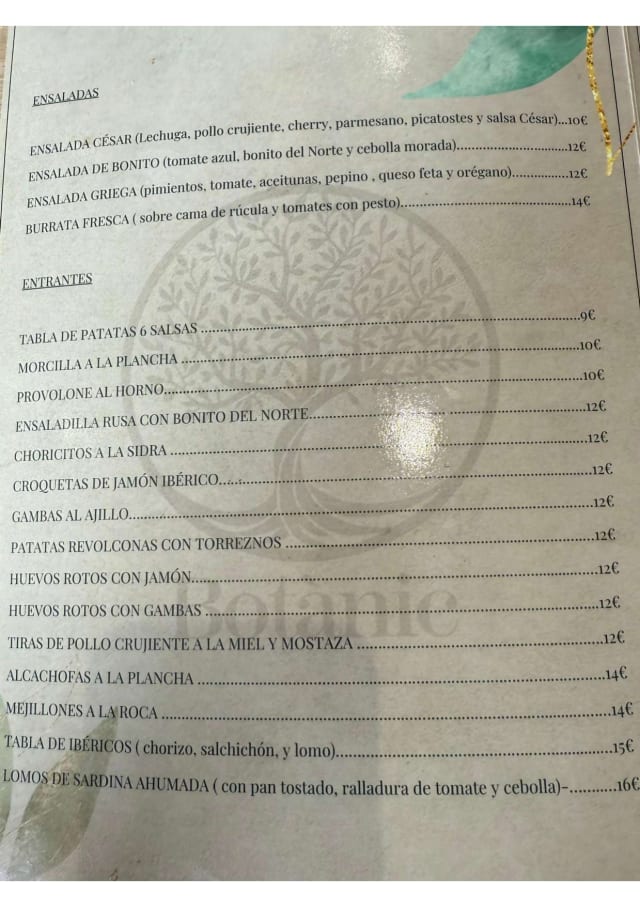 ENSALADAS
ENSALADA CÉSAR (Lechuga, pollo crujiente, cherry, parmesano, picatostes y salsa César)...10€
ENSALADA DE BONITO (tomate azul, bonito del Norte y cebolla morada)..............................12€
ENSALADA GRIEGA (pimientos, tomate, aceitunas, pepino , queso feta y orégano)..............12€
BURRATA FRESCA ( sobre cama de rúcula y tomates con pesto)..........................................14€
ENTRANTES
TABLA DE PATATAS 6 SALSAS ..........................................................................................9€
MORCILLA A LA PLANCHA ..............................................................................................10€
PROVOLONE AL HORNO.................................................................................................10€
ENSALADILLA RUSA CON BONITO DEL NORTE.................................................................12€
CHORICITOS A LA SIDRA ................................................................................................12€
CROQUETAS DE JAMÓN IBÉRICO.....................................................................................12€
GAMBAS AL AJILLO.........................................................................................................12€
PATATAS REVOLCONAS CON TORREZNOS ......................................................................12€
HUEVOS ROTOS CON JAMÓN...........................................................................................12€
HUEVOS ROTOS CON GAMBAS ........................................................................................12€
Botanic
TIRAS DE POLLO CRUJIENTE A LA MIEL Y MOSTAZA .......................................................12€
ALCACHOFAS A LA PLANCHA ..........................................................................................14€
MEJILLONES A LA ROCA .................................................................................................14€
TABLA DE IBÉRICOS ( chorizo, salchichón, y lomo)............................................................15€
LOMOS DE SARDINA AHUMADA ( con pan tostado, ralladura de tomate y cebolla)-..........16€